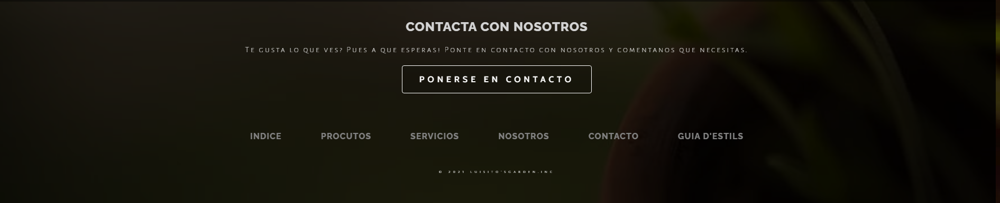 CONTACTA CON NOSOTROS
Te gusta lo que ves? Pues a que esperas! Ponte en contacto con nosotros y comentanos que necesitas.
PONERSE EN CONTACTO
INDICE PROCUTOS SERVICIOS NOSOTROS CONTACTO GUIA D'ESTILS
© 2021 LUISITO'SGARDEN.INC